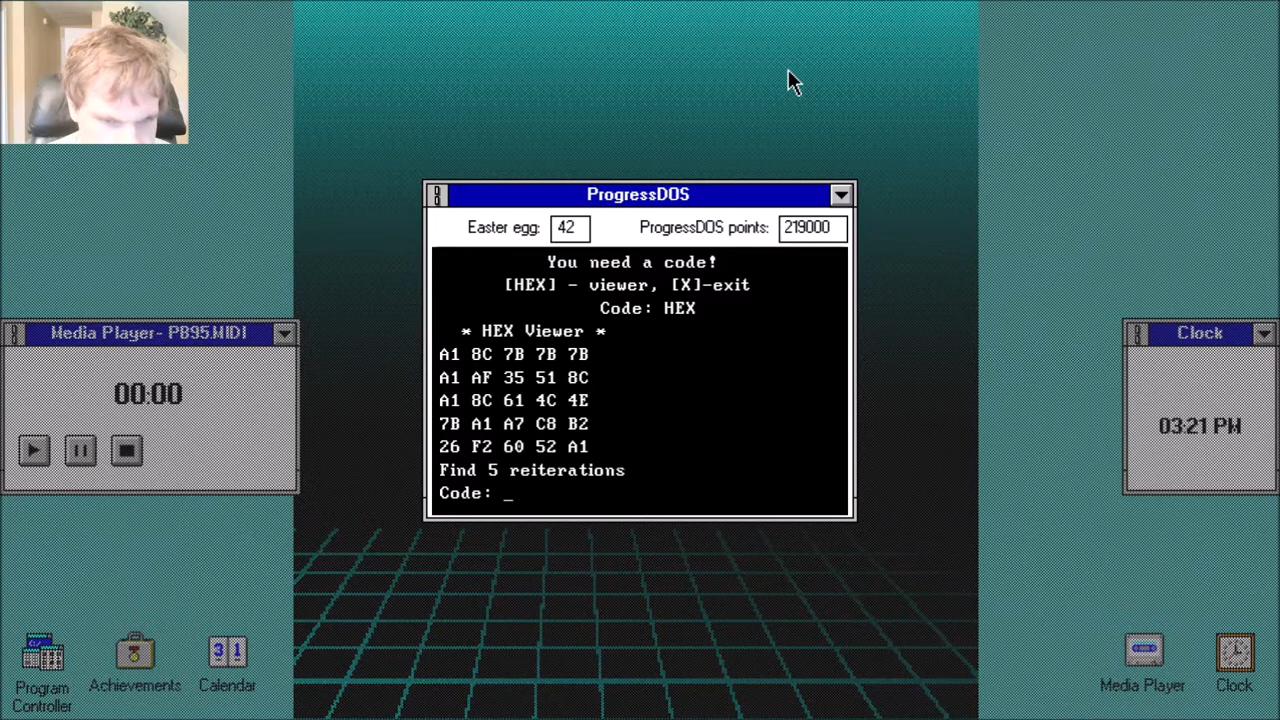 ProgressDOS
Easter egg: 42 ProgressDOS points: 219000
You need a code!
[HEX] - viewer, [X]-exit
Code: HEX
* HEX Viewer *
A1 8C 7B 7B 7B
A1 AF 35 51 8C
A1 8C 61 4C 4E
7B A1 A7 C8 B2
26 F2 60 52 A1
Find 5 reiterations
Code: _
Media Player- PB95.MIDI
00:00
Clock
03:21 PM
Program
Controller
Achievements
31
Calendar
Media Player
Clock